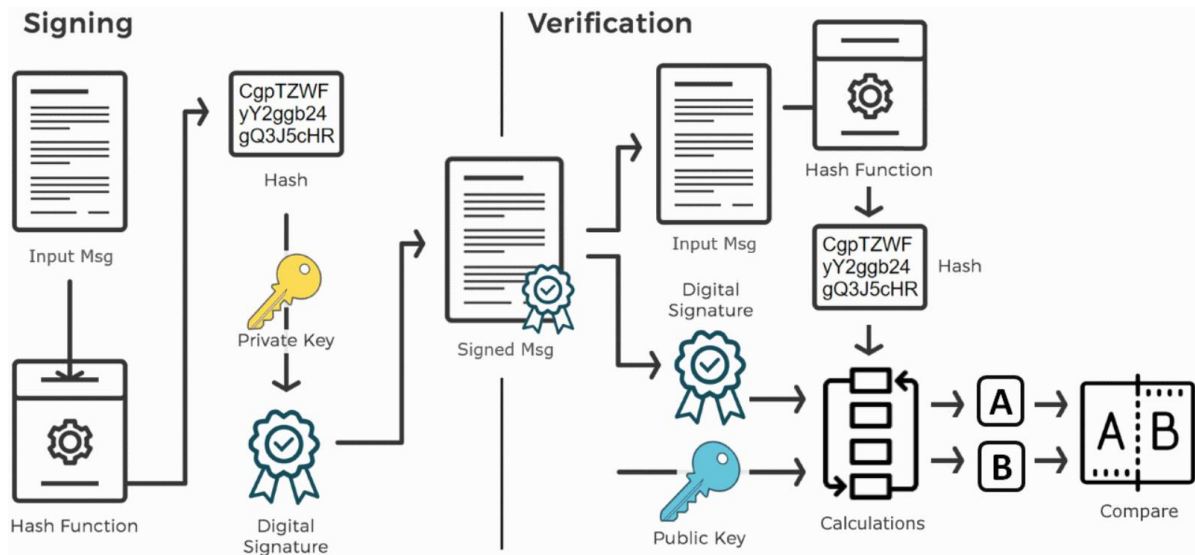 Signing
Input Msg
Hash Function
CgpTZWF
yY2ggb24
gQ3J5cHR
Hash
Private Key
Digital
Signature
Signed Msg
Verification
Input Msg
Hash Function
CgpTZWF
yY2ggb24
gQ3J5cHR
Hash
Digital
Signature
Public Key
Calculations
A
B
A B
Compare